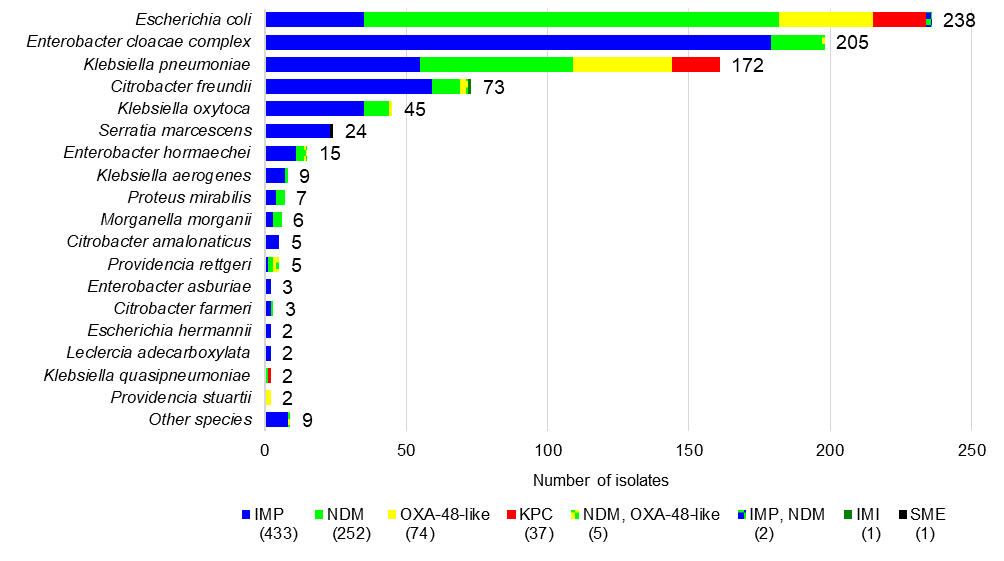 Escherichia coli 238
Enterobacter cloacae complex 205
Klebsiella pneumoniae 172
Citrobacter freundii 73
Klebsiella oxytoca 45
Serratia marcescens 24
Enterobacter hormaechei 15
Klebsiella aerogenes 9
Proteus mirabilis 7
Morganella morganii 6
Citrobacter amalonaticus 5
Providencia rettgeri 5
Enterobacter asburiae 3
Citrobacter farmeri 3
Escherichia hermannii 2
Leclercia adecarboxylata 2
Klebsiella quasipneumoniae 2
Providencia stuartii 2
Other species 9
0 50 100 150 200 250
Number of isolates
IMP NDM OXA-48-like KPC NDM, OXA-48-like IMP, NDM IMI SME
(433) (252) (74) (37) (5) (2) (1) (1)